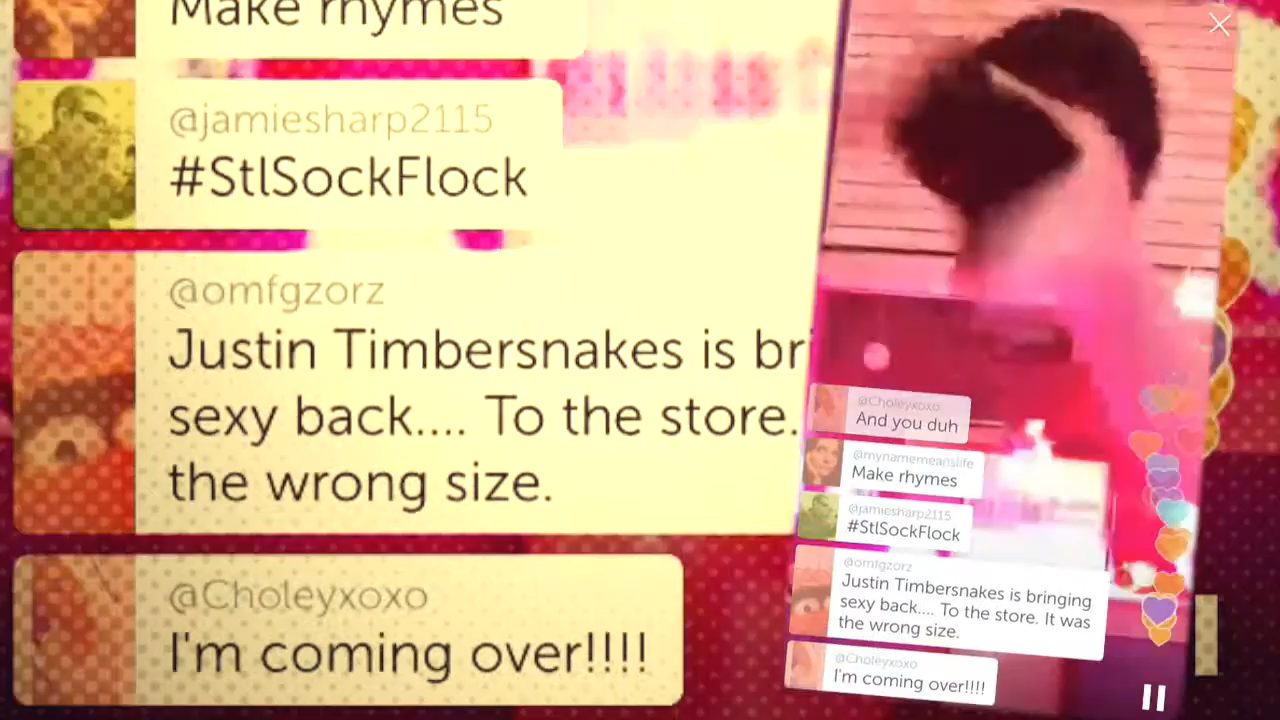 Make rhymes
@jamiesharp2115
#StlSockFlock
@omfgzorz
Justin Timbersnakes is br
sexy back.... To the store.
the wrong size.
@Choleyxoxo
I'm coming over!!!!
@Choleyxoxo
And you duh
@mynamemeanslife
Make rhymes
@jamiesharp2115
#StlSockFlock
@omfgzorz
Justin Timbersnakes is bringing
sexy back.... To the store. It was
the wrong size.
@Choleyxoxo
I'm coming over!!!!